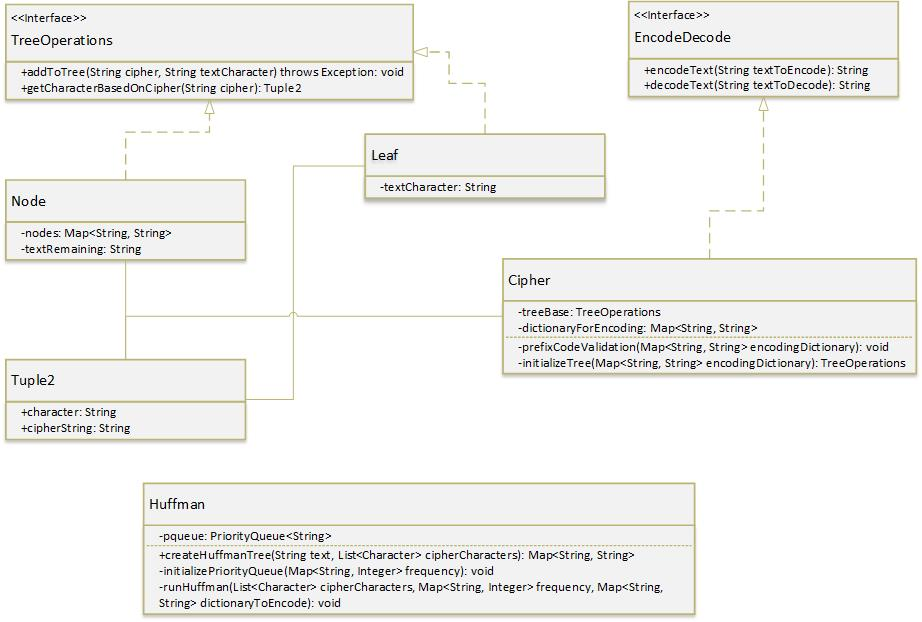 <<Interface>>
TreeOperations
+addToTree(String cipher, String textCharacter) throws Exception: void
+getCharacterBasedOnCipher(String cipher): Tuple2
<<Interface>>
EncodeDecode
+encodeText(String textToEncode): String
+decodeText(String textToDecode): String
Leaf
-textCharacter: String
Node
-nodes: Map<String, String>
-textRemaining: String
Cipher
-treeBase: TreeOperations
-dictionaryForEncoding: Map<String, String>
-prefixCodeValidation(Map<String, String> encodingDictionary): void
-initializeTree(Map<String, String> encodingDictionary): TreeOperations
Tuple2
+character: String
+cipherString: String
Huffman
-pqueue: PriorityQueue<String>
+createHuffmanTree(String text, List<Character> cipherCharacters): Map<String, String>
-initializePriorityQueue(Map<String, Integer> frequency): void
-runHuffman(List<Character> cipherCharacters, Map<String, Integer> frequency, Map<String,
String> dictionaryToEncode): void